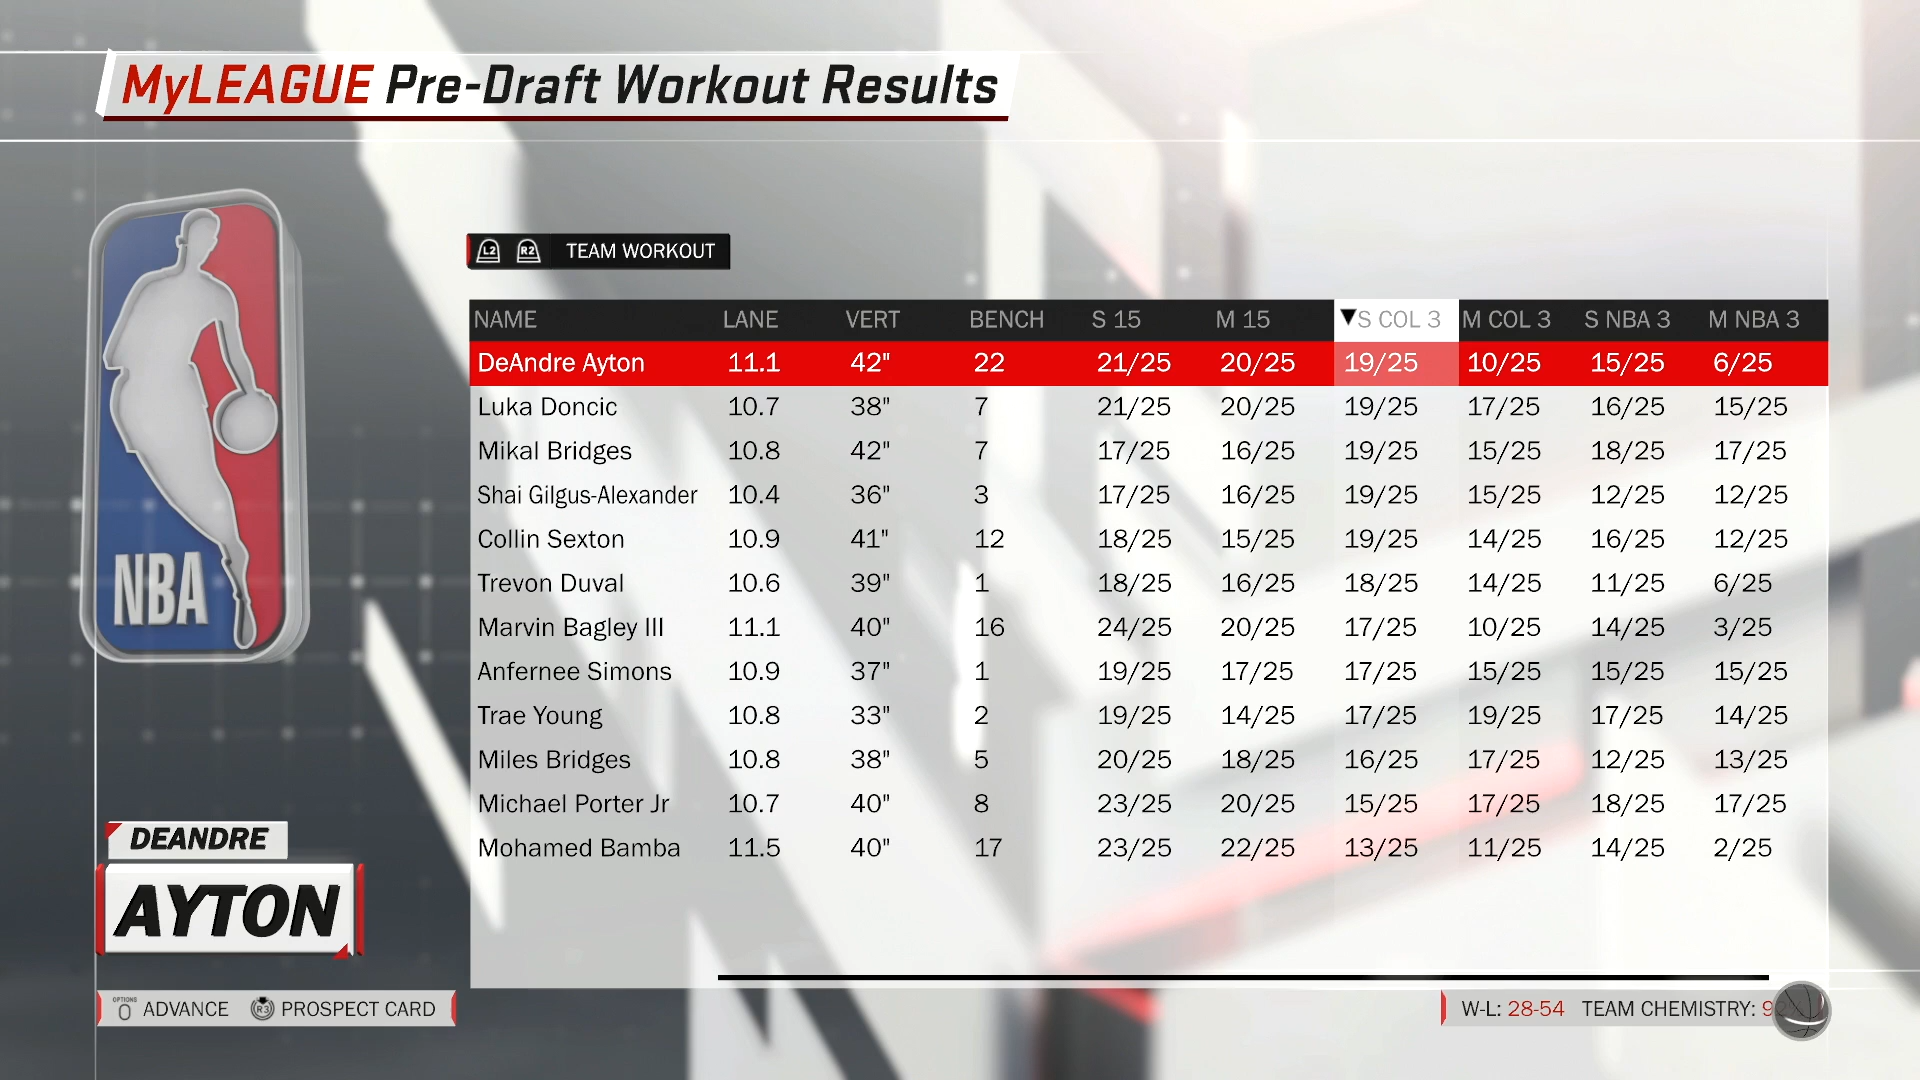 MyLEAGUE Pre-Draft Workout Results
L2 R2 TEAM WORKOUT
NAME LANE VERT BENCH S 15 M 15 ▼S COL 3 M COL 3 S NBA 3 M NBA 3
DeAndre Ayton 11.1 42" 22 21/25 20/25 19/25 10/25 15/25 6/25
Luka Doncic 10.7 38" 7 21/25 20/25 19/25 17/25 16/25 15/25
Mikal Bridges 10.8 42" 7 17/25 16/25 19/25 15/25 18/25 17/25
Shai Gilgus-Alexander 10.4 36" 3 17/25 16/25 19/25 15/25 12/25 12/25
Collin Sexton 10.9 41" 12 18/25 15/25 19/25 14/25 16/25 12/25
Trevon Duval 10.6 39" 1 18/25 16/25 18/25 14/25 11/25 6/25
Marvin Bagley III 11.1 40" 16 24/25 20/25 17/25 10/25 14/25 3/25
Anfernee Simons 10.9 37" 1 19/25 17/25 17/25 15/25 15/25 15/25
Trae Young 10.8 33" 2 19/25 14/25 17/25 19/25 17/25 14/25
Miles Bridges 10.8 38" 5 20/25 18/25 16/25 17/25 12/25 13/25
Michael Porter Jr 10.7 40" 8 23/25 20/25 15/25 17/25 18/25 17/25
Mohamed Bamba 11.5 40" 17 23/25 22/25 13/25 11/25 14/25 2/25
NBA
DEANDRE
AYTON
OPTIONS ADVANCE R3 PROSPECT CARD
W-L: 28-54 TEAM CHEMISTRY: